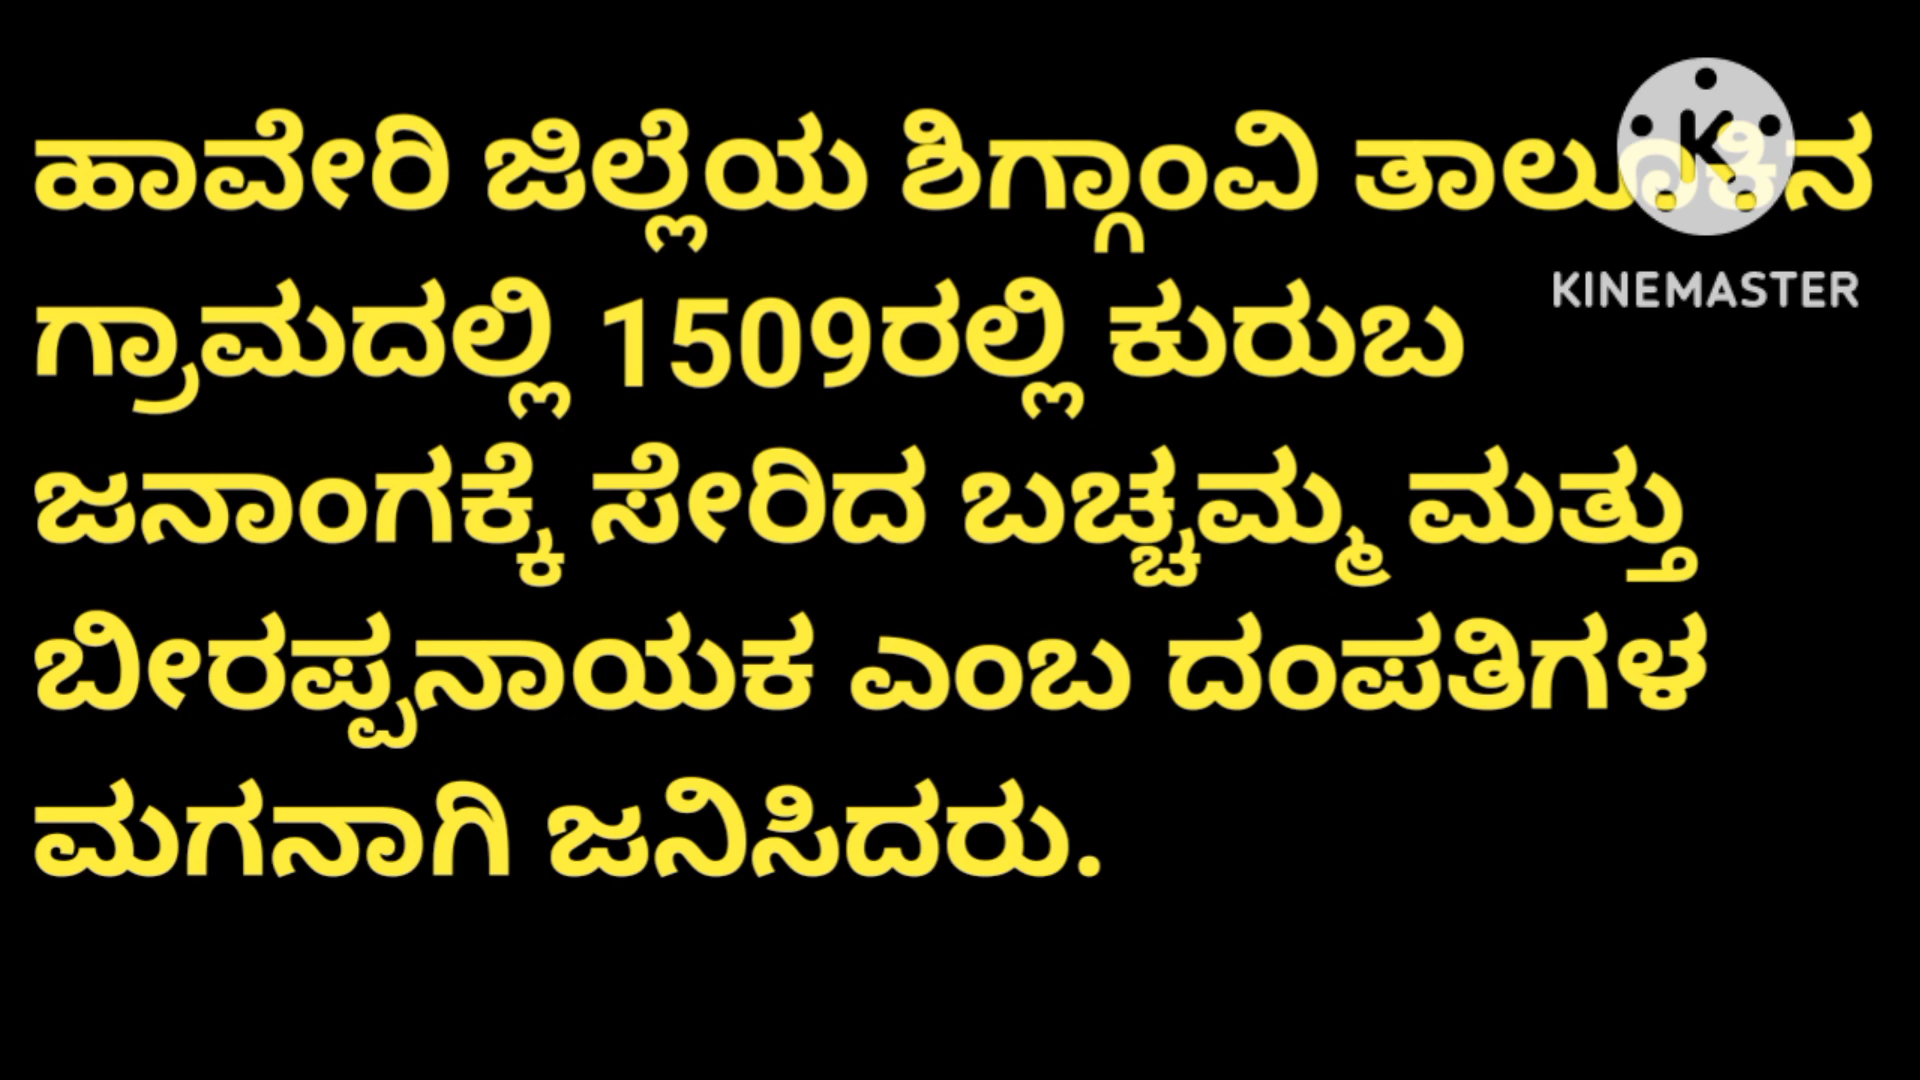 ಹಾವೇರಿ ಜಿಲ್ಲೆಯ ಶಿಗ್ಗಾಂವಿ ತಾಲೂಕಿನ
ಗ್ರಾಮದಲ್ಲಿ 1509ರಲ್ಲಿ ಕುರುಬ
KINEMASTER
ಜನಾಂಗಕ್ಕೆ ಸೇರಿದ ಬಚ್ಚಮ್ಮ ಮತ್ತು
ಬೀರಪ್ಪನಾಯಕ ಎಂಬ ದಂಪತಿಗಳ
ಮಗನಾಗಿ ಜನಿಸಿದರು.